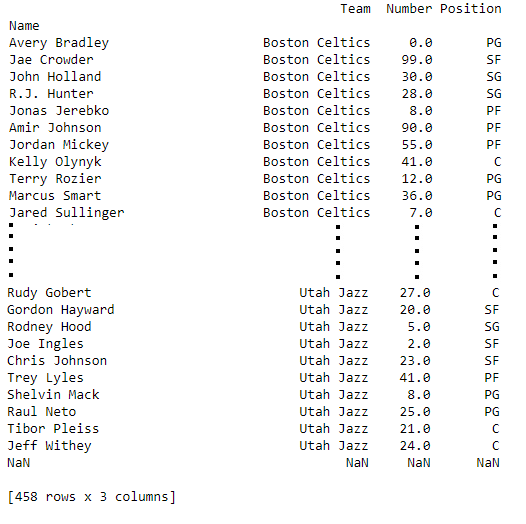 Team Number Position
Name
Avery Bradley Boston Celtics 0.0 PG
Jae Crowder Boston Celtics 99.0 SF
John Holland Boston Celtics 30.0 SG
R.J. Hunter Boston Celtics 28.0 SG
Jonas Jerebko Boston Celtics 8.0 PF
Amir Johnson Boston Celtics 90.0 PF
Jordan Mickey Boston Celtics 55.0 PF
Kelly Olynyk Boston Celtics 41.0 C
Terry Rozier Boston Celtics 12.0 PG
Marcus Smart Boston Celtics 36.0 PG
Jared Sullinger Boston Celtics 7.0 C
Rudy Gobert Utah Jazz 27.0 C
Gordon Hayward Utah Jazz 20.0 SF
Rodney Hood Utah Jazz 5.0 SG
Joe Ingles Utah Jazz 2.0 SF
Chris Johnson Utah Jazz 23.0 SF
Trey Lyles Utah Jazz 41.0 PF
Shelvin Mack Utah Jazz 8.0 PG
Raul Neto Utah Jazz 25.0 PG
Tibor Pleiss Utah Jazz 21.0 C
Jeff Withey Utah Jazz 24.0 C
NaN NaN NaN NaN
[458 rows x 3 columns]